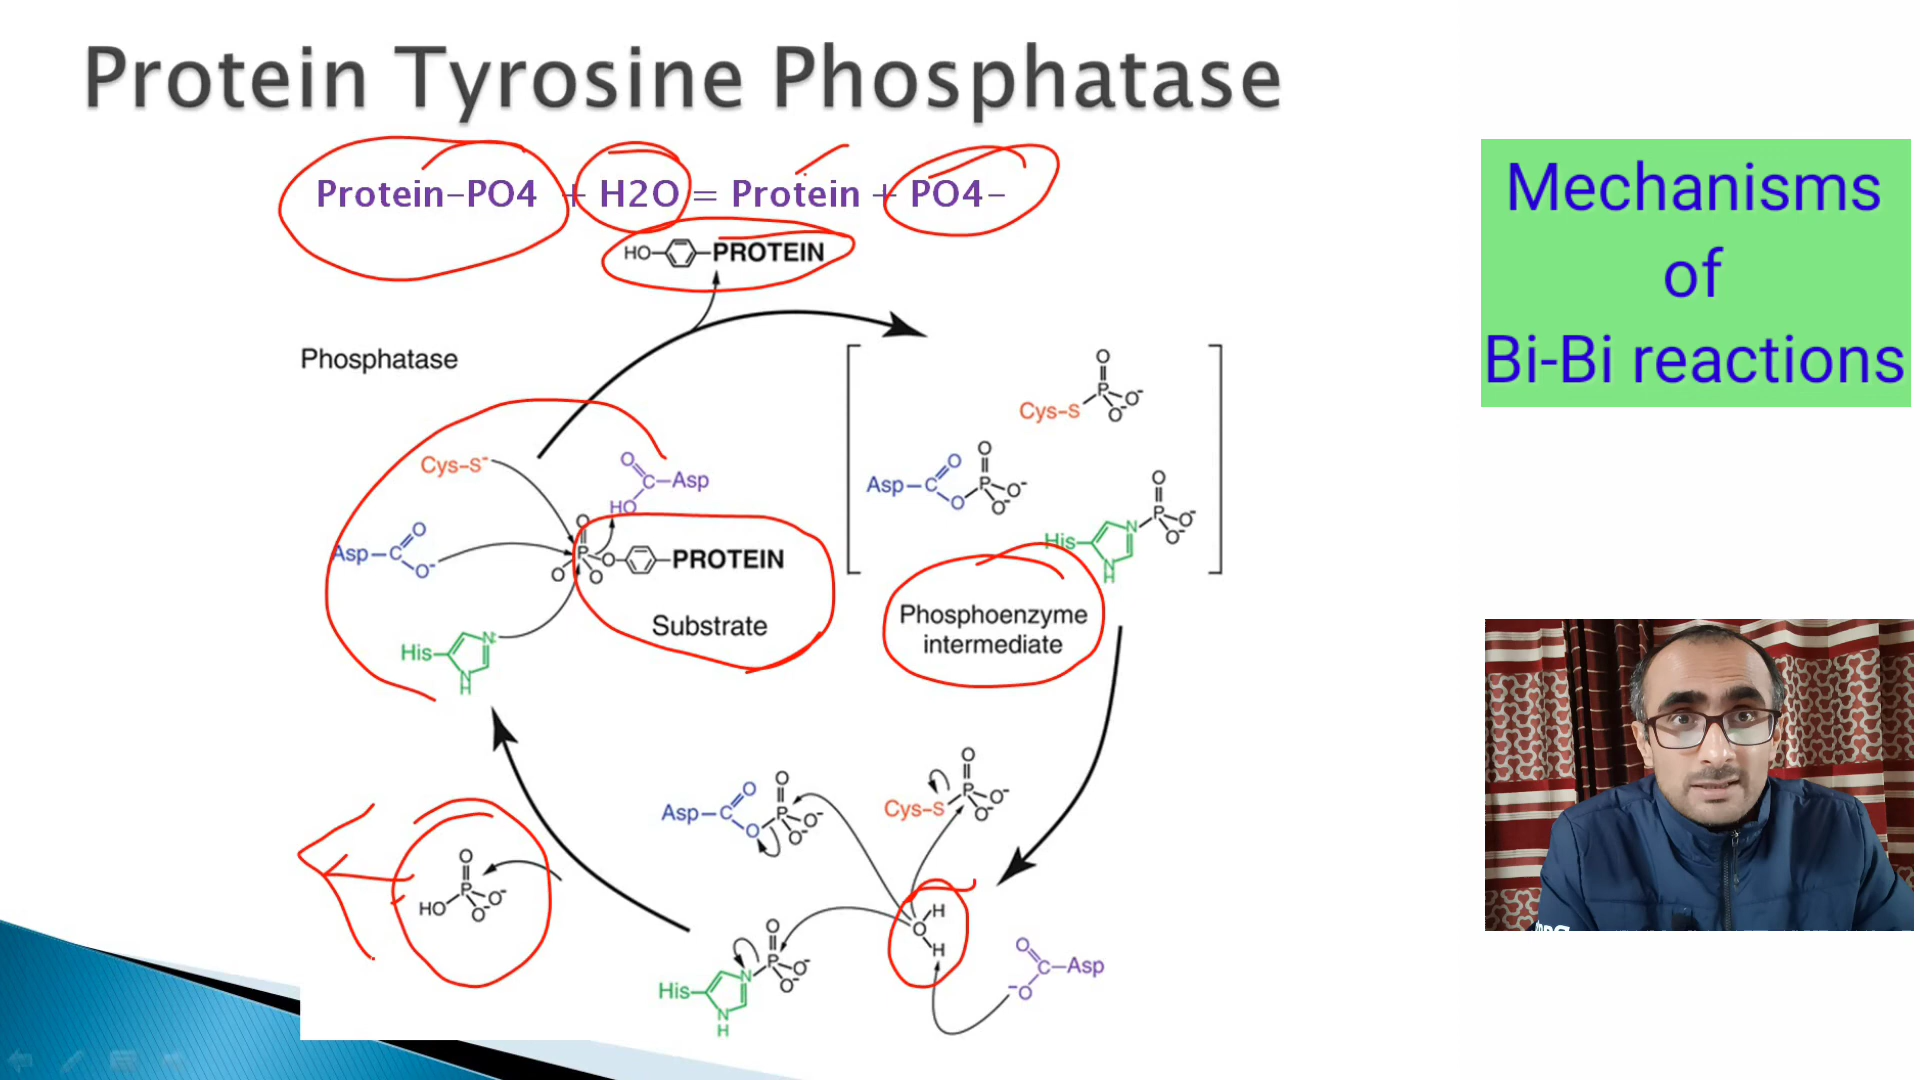 Protein Tyrosine Phosphatase
Protein-PO4 + H2O = Protein + PO4-
HO PROTEIN
Phosphatase
Cys-S-
O
C-Asp
HO
Asp-C
O
O-
O
P
O
O
O
PROTEIN
Substrate
His
N:
N
H
O
P
O-
O-
Cys-S
Asp-C
O
O
O
P
O-
O-
O
P
O-
O-
His
N
N
H
Phosphoenzyme
intermediate
Asp-C
O
O
O
P
O-
O-
Cys-S
O
P
O-
O-
O
P
HO
O-
O-
His
N
N
H
O
P
O-
O-
H
O
H
O
C-Asp
-O
Mechanisms
of
Bi-Bi reactions